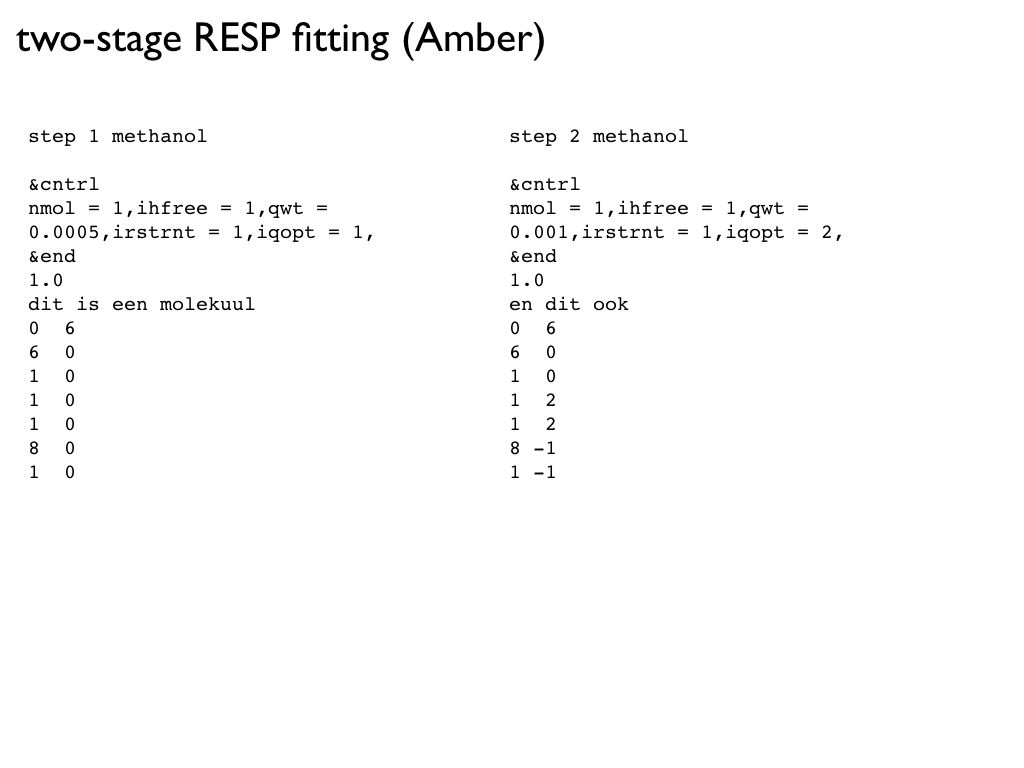 two-stage RESP fitting (Amber)
step 1 methanol
&cntrl
nmol = 1,ihfree = 1,qwt =
0.0005,irstrnt = 1,iqopt = 1,
&end
1.0
dit is een molekuul
0  6
6  0
1  0
1  0
1  0
8  0
1  0
step 2 methanol
&cntrl
nmol = 1,ihfree = 1,qwt =
0.001,irstrnt = 1,iqopt = 2,
&end
1.0
en dit ook
0  6
6  0
1  0
1  2
1  2
8 -1
1 -1